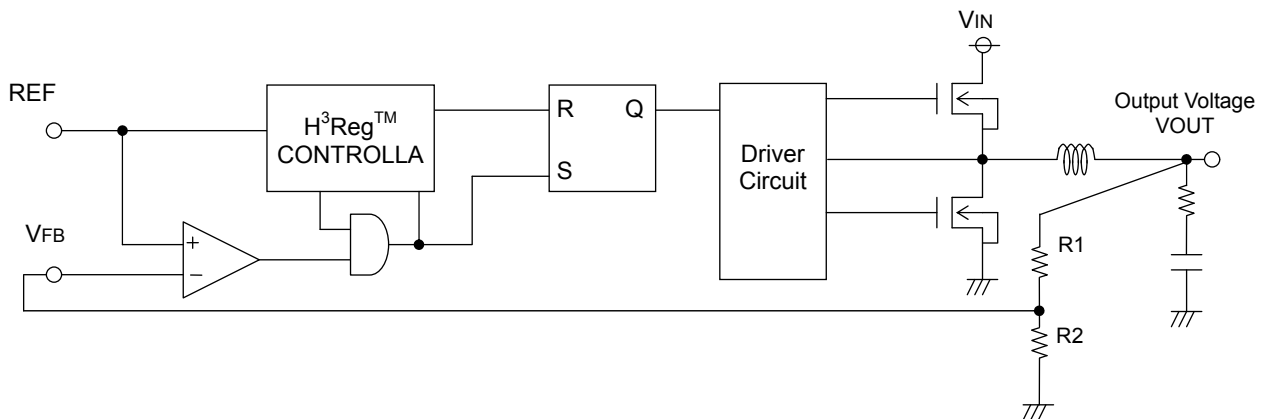 VIN
REF
H³Reg™
CONTROLLA
R
Q
S
Driver
Circuit
Output Voltage
VOUT
VFB
+
−
R1
R2